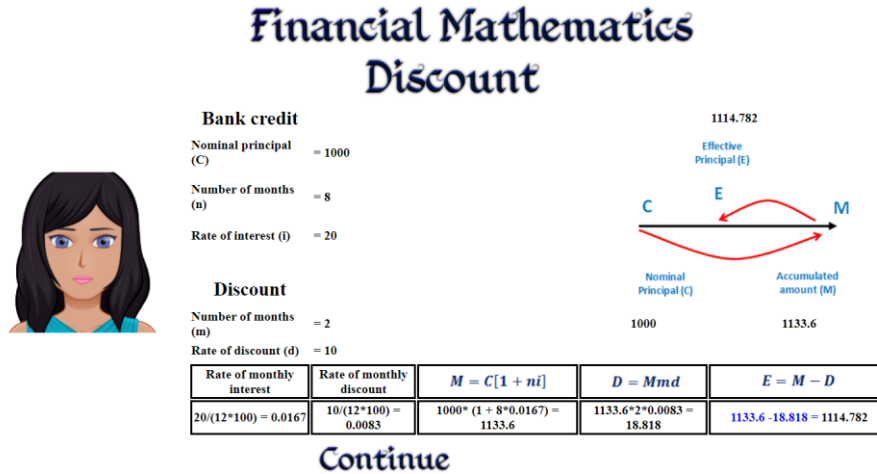 Financial Mathematics
Discount
Bank credit
1114.782
Nominal principal
(C)
= 1000
Effective
Principal (E)
Number of months
(n)
= 8
E
C
M
Rate of interest (i)
= 20
Discount
Nominal
Principal (C)
Accumulated
amount (M)
Number of months
(m)
= 2
1000
1133.6
Rate of discount (d)
= 10
Rate of monthly
interest
Rate of monthly
discount
M = C[1 + ni]
D = Mmd
E = M − D
20/(12*100) = 0.0167
10/(12*100) =
0.0083
1000* (1 + 8*0.0167) =
1133.6
1133.6*2*0.0083 =
18.818
1133.6 -18.818 = 1114.782
Continue